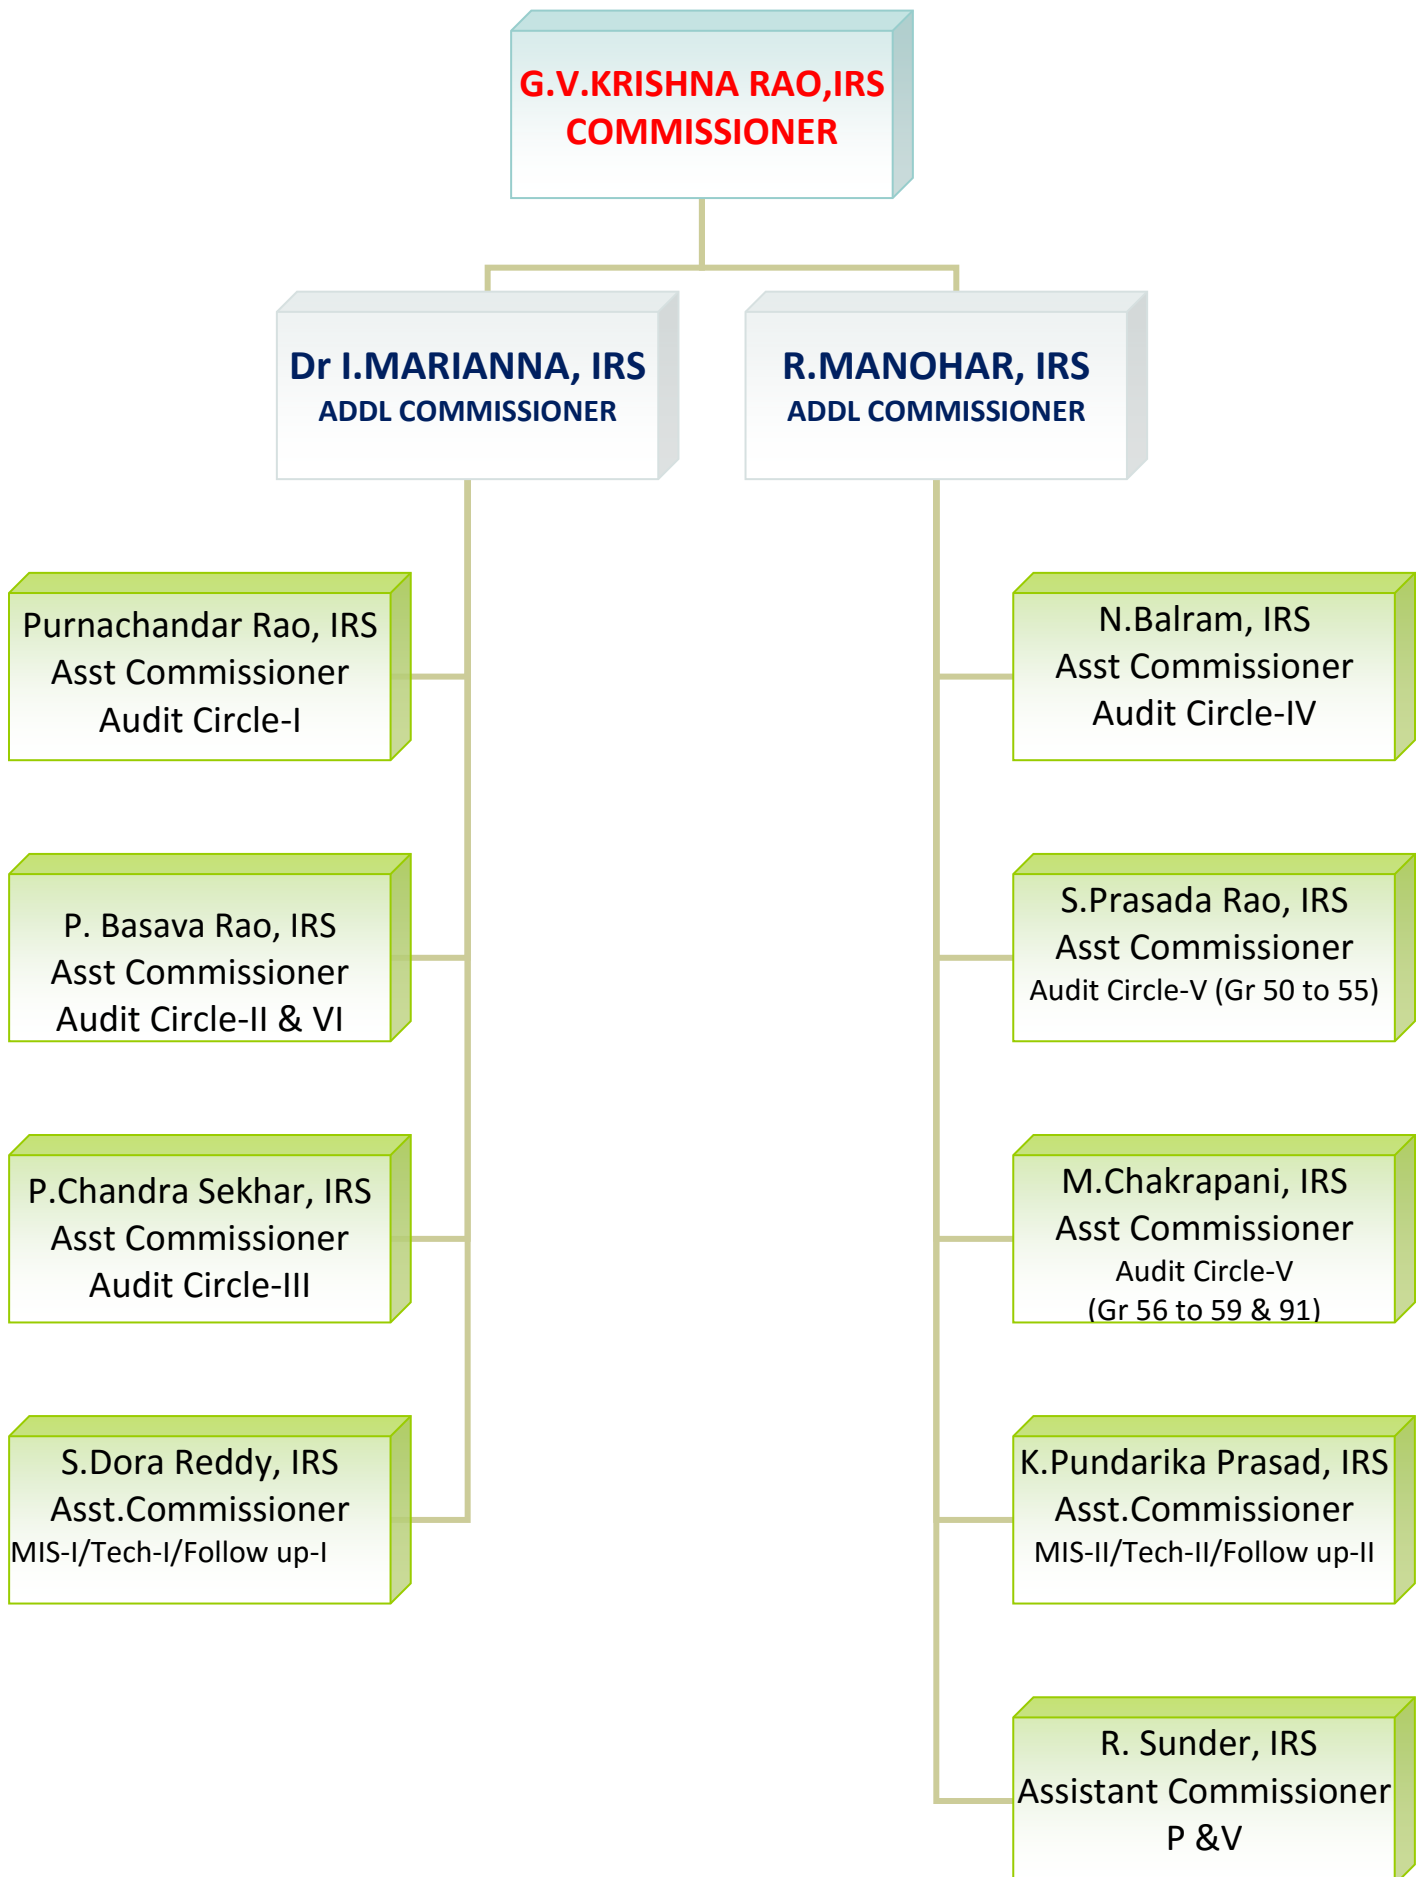 G.V.KRISHNA RAO,IRS
COMMISSIONER
Dr I.MARIANNA, IRS
ADDL COMMISSIONER
R.MANOHAR, IRS
ADDL COMMISSIONER
Purnachandar Rao, IRS
Asst Commissioner
Audit Circle-I
N.Balram, IRS
Asst Commissioner
Audit Circle-IV
P. Basava Rao, IRS
Asst Commissioner
Audit Circle-II & VI
S.Prasada Rao, IRS
Asst Commissioner
Audit Circle-V (Gr 50 to 55)
P.Chandra Sekhar, IRS
Asst Commissioner
Audit Circle-III
M.Chakrapani, IRS
Asst Commissioner
Audit Circle-V
(Gr 56 to 59 & 91)
S.Dora Reddy, IRS
Asst.Commissioner
MIS-I/Tech-I/Follow up-I
K.Pundarika Prasad, IRS
Asst.Commissioner
MIS-II/Tech-II/Follow up-II
R. Sunder, IRS
Assistant Commissioner
P &V